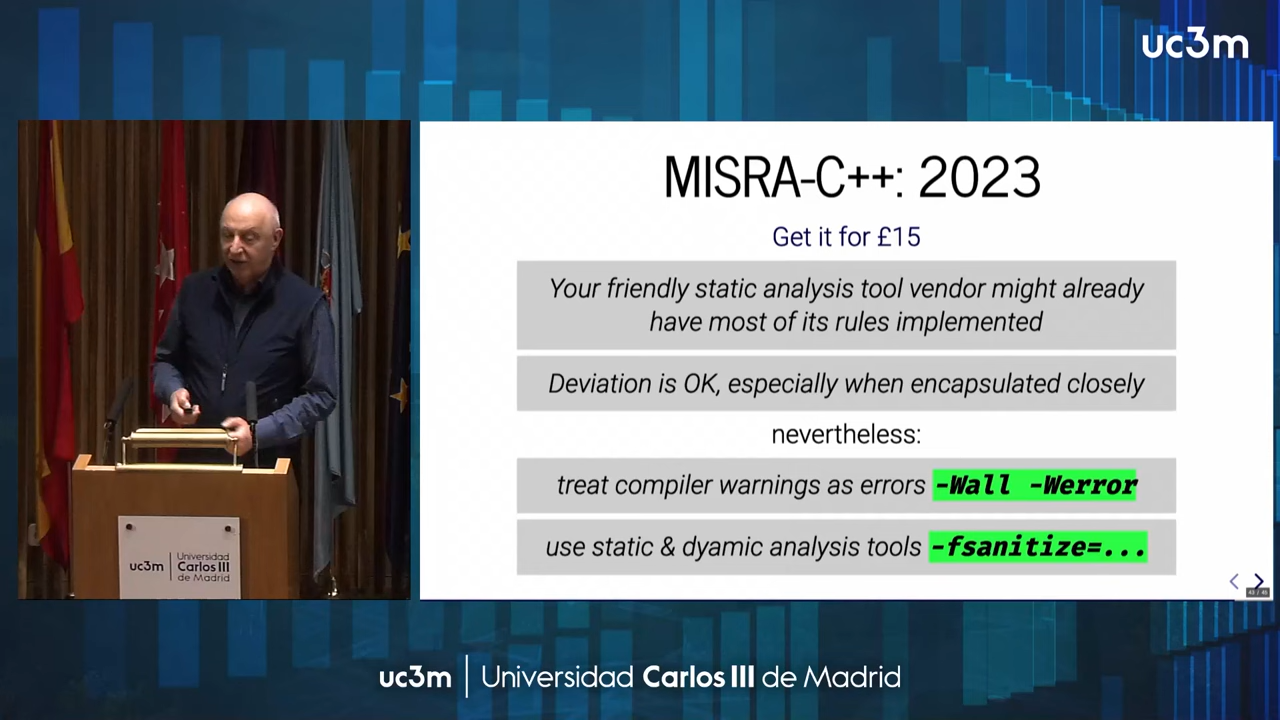 uc3m
MISRA-C++: 2023
Get it for £15
Your friendly static analysis tool vendor might already
have most of its rules implemented
Deviation is OK, especially when encapsulated closely
nevertheless:
treat compiler warnings as errors -Wall -Werror
use static & dyamic analysis tools -fsanitize=...
43 / 46
uc3m Universidad
Carlos III
de Madrid
uc3m Universidad Carlos III de Madrid